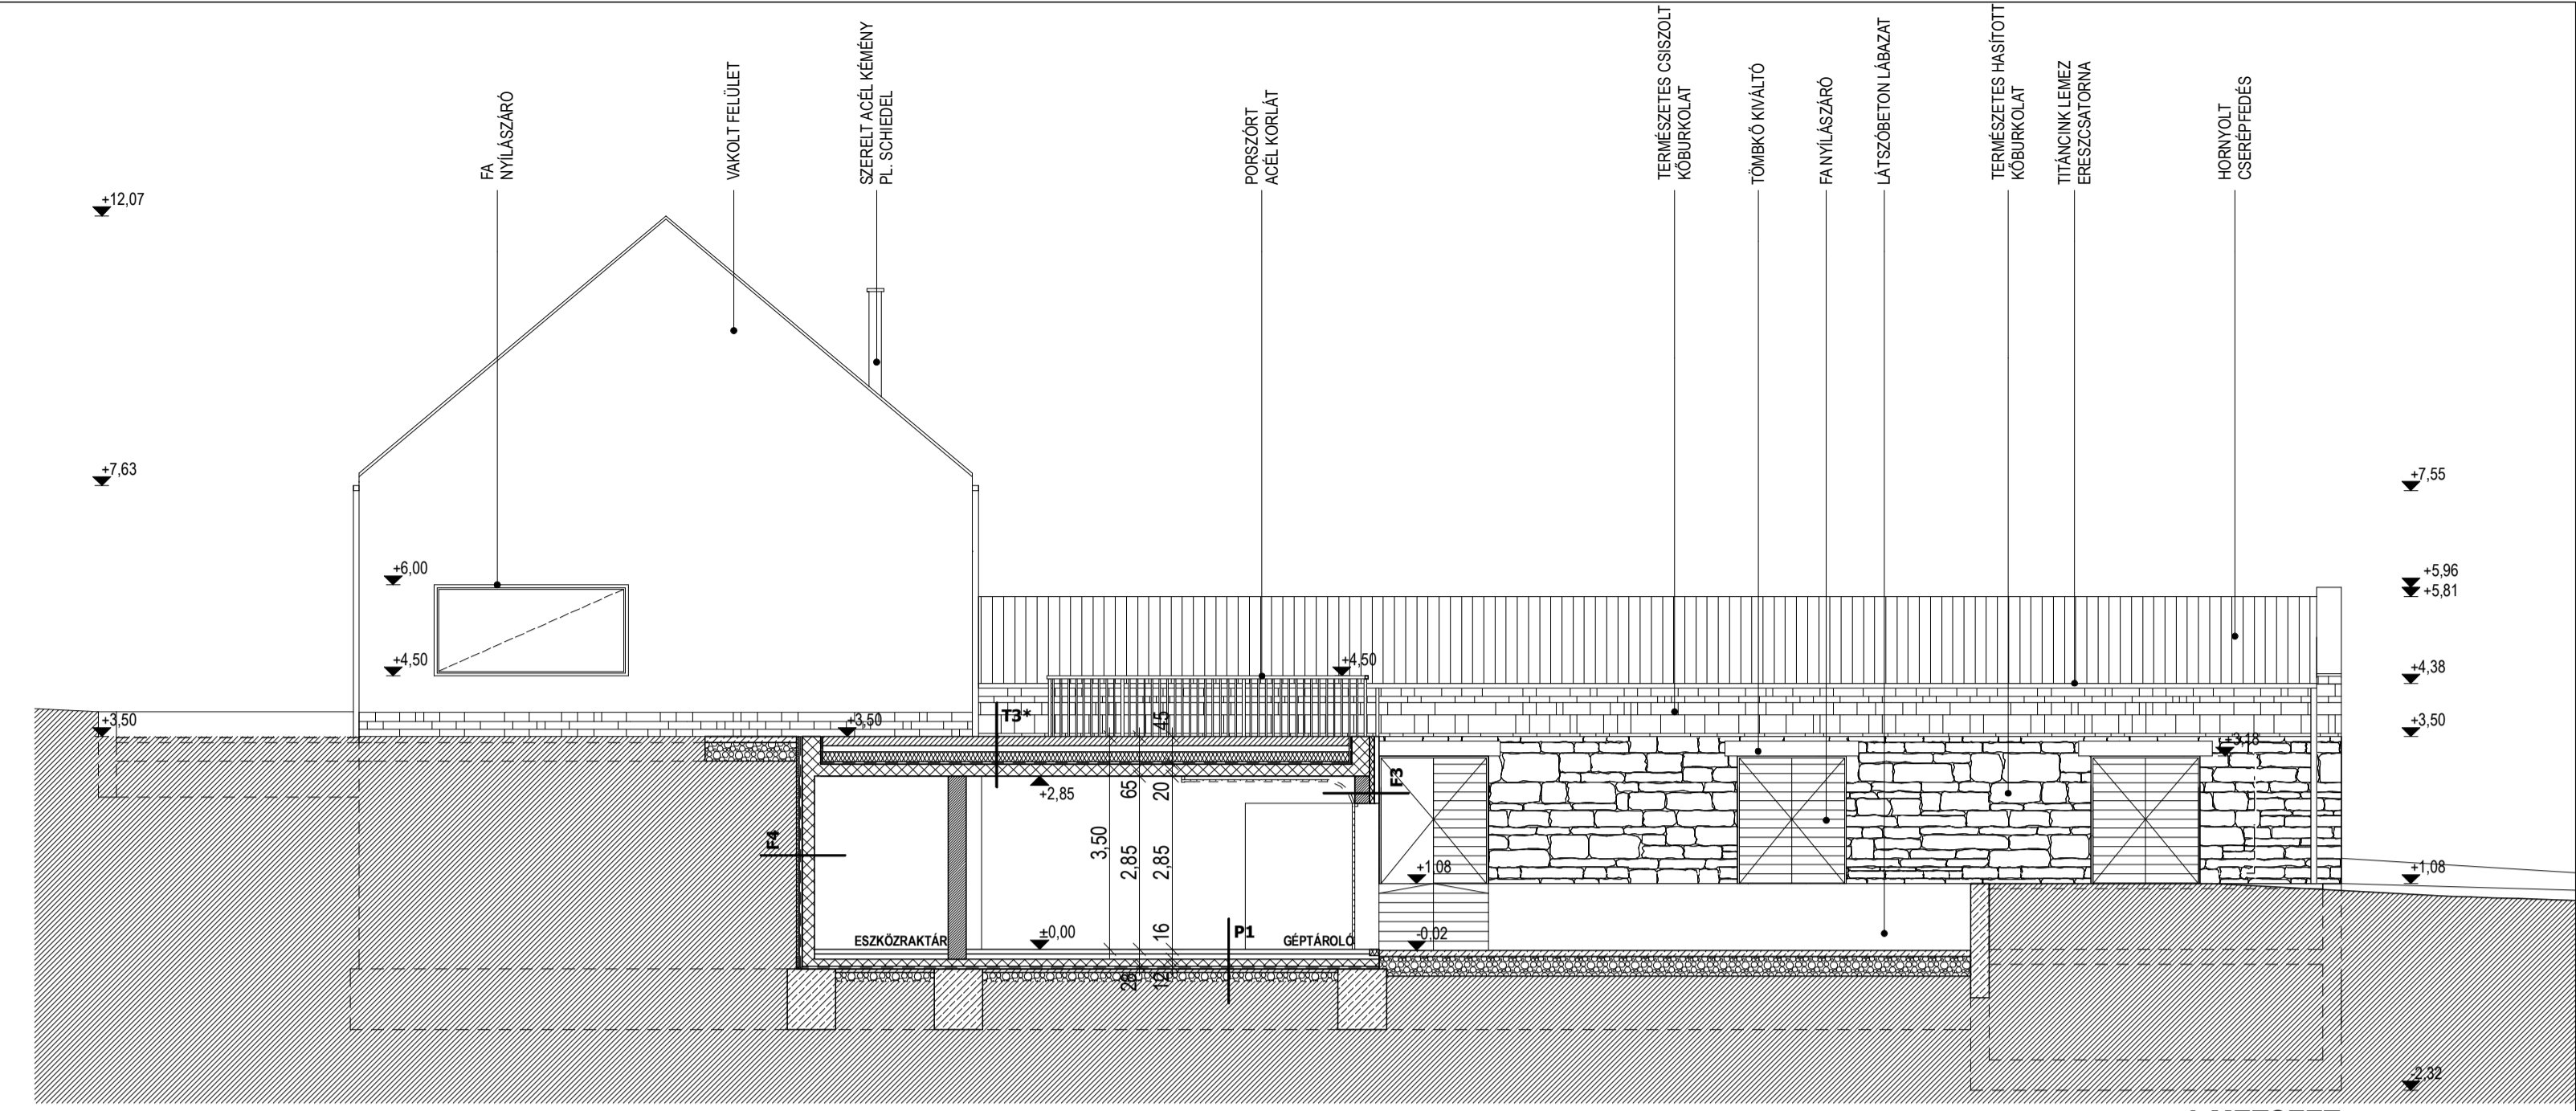 FA
NYÍLÁSZÁRÓ
VAKOLT FELÜLET
SZERELT ACÉL KÉMÉNY
PL. SCHIEDEL
PORSZÓRT
ACÉL KORLÁT
TERMÉSZETES CSISZOLT
KŐBURKOLAT
TÖMBKŐ KIVÁLTÓ
FA NYÍLÁSZÁRÓ
LÁTSZÓBETON LÁBAZAT
TERMÉSZETES HASÍTOTT
KŐBURKOLAT
TITÁNCINK LEMEZ
ERESZCSATORNA
HORNYOLT
CSERÉPFEDÉS
+12,07
+7,63
+7,55
+6,00
+5,96
+5,81
+4,50
+4,50
+4,38
+3,50
+3,50
+3,50
T3*
45
+3,18
+2,85
65
20
F3
F4
3,50
2,85
2,85
+1,08
+1,08
ESZKÖZRAKTÁR
±0,00
16
P1
GÉPTÁROLÓ
-0,02
12
-2,32